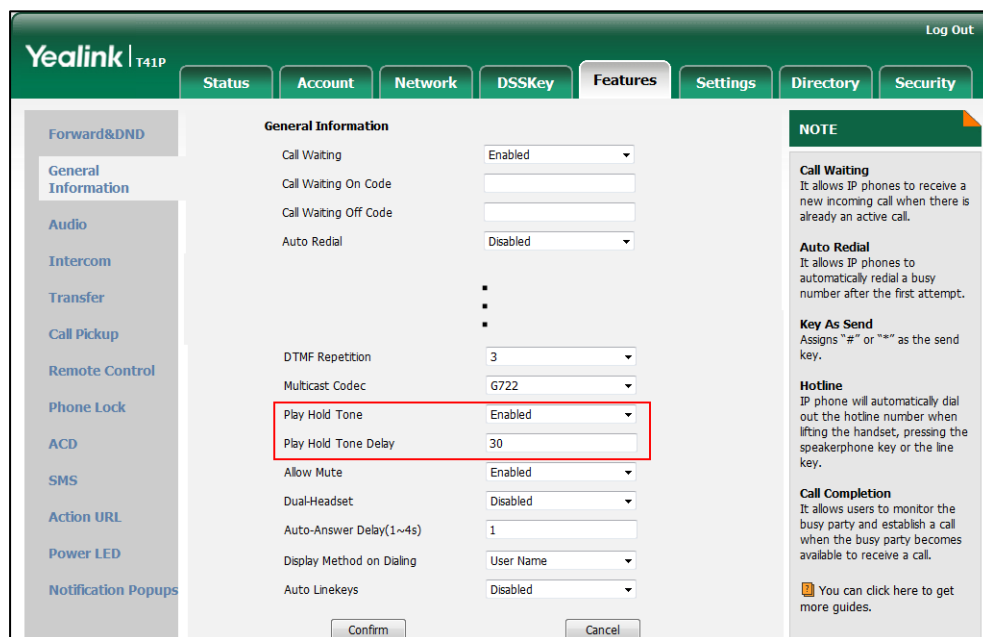 Log Out
Yealink T41P
Status
Account
Network
DSSKey
Features
Settings
Directory
Security
Forward&DND
General
Information
Audio
Intercom
Transfer
Call Pickup
Remote Control
Phone Lock
ACD
SMS
Action URL
Power LED
Notification Popups
General Information
Call Waiting Enabled
Call Waiting On Code
Call Waiting Off Code
Auto Redial Disabled
DTMF Repetition 3
Multicast Codec G722
Play Hold Tone Enabled
Play Hold Tone Delay 30
Allow Mute Enabled
Dual-Headset Disabled
Auto-Answer Delay(1~4s) 1
Display Method on Dialing User Name
Auto Linekeys Disabled
Confirm Cancel
NOTE
Call Waiting
It allows IP phones to receive a
new incoming call when there is
already an active call.
Auto Redial
It allows IP phones to
automatically redial a busy
number after the first attempt.
Key As Send
Assigns "#" or "*" as the send
key.
Hotline
IP phone will automatically dial
out the hotline number when
lifting the handset, pressing the
speakerphone key or the line
key.
Call Completion
It allows users to monitor the
busy party and establish a call
when the busy party becomes
available to receive a call.
You can click here to get
more guides.